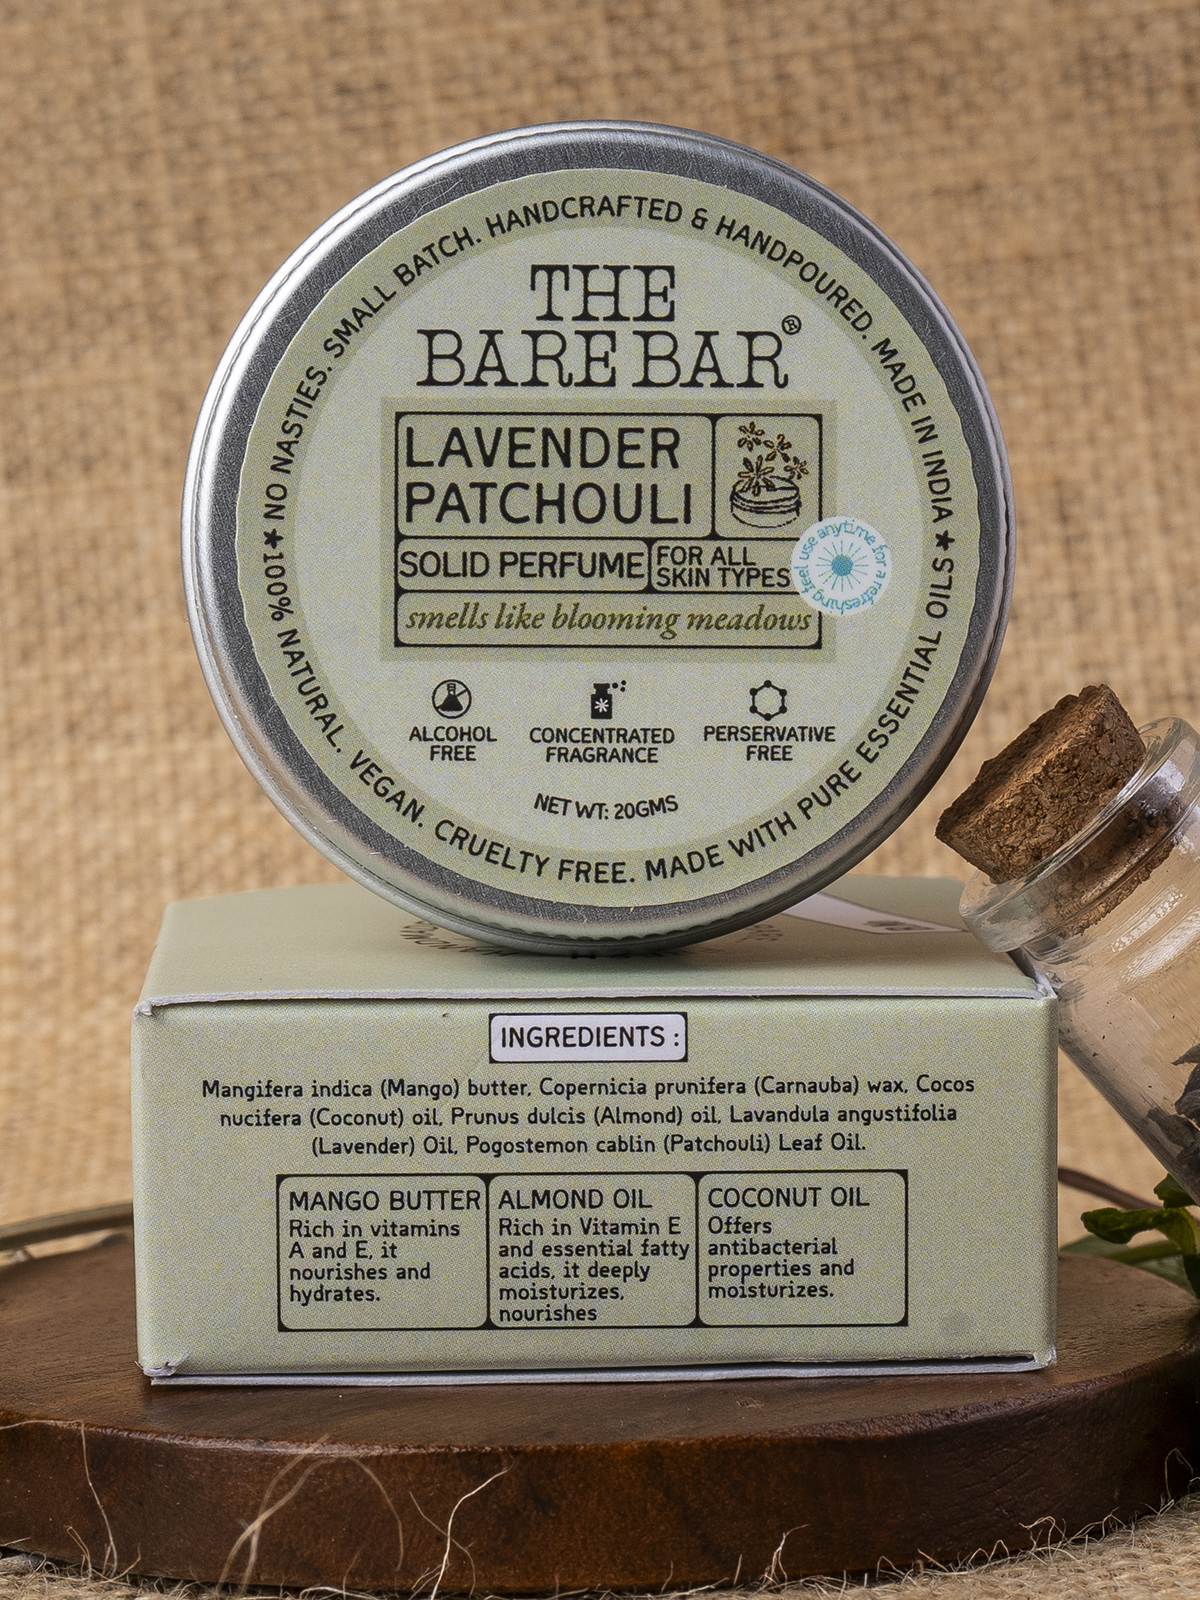 NO NASTIES. SMALL BATCH. HANDCRAFTED & HANDPOURED. MADE IN INDIA
THE
BARE BAR®
LAVENDER
PATCHOULI
SOLID PERFUME
FOR ALL
SKIN TYPES
feel use anytime for a refreshing
smells like blooming meadows
ALCOHOL
FREE
CONCENTRATED
FRAGRANCE
PERSERVATIVE
FREE
NET WT: 20GMS
100% NATURAL. VEGAN. CRUELTY FREE. MADE WITH PURE ESSENTIAL OILS
INGREDIENTS :
Mangifera indica (Mango) butter, Copernicia prunifera (Carnauba) wax, Cocos
nucifera (Coconut) oil, Prunus dulcis (Almond) oil, Lavandula angustifolia
(Lavender) Oil, Pogostemon cablin (Patchouli) Leaf Oil.
MANGO BUTTER
Rich in vitamins
A and E, it
nourishes and
hydrates.
ALMOND OIL
Rich in Vitamin E
and essential fatty
acids, it deeply
moisturizes,
nourishes
COCONUT OIL
Offers
antibacterial
properties and
moisturizes.